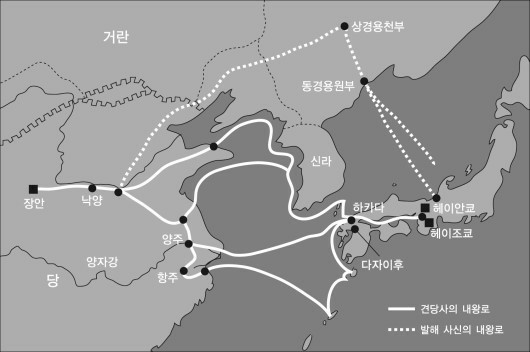 거란
상경용천부
동경용원부
신라
장안
낙양
하카다
헤이안쿄
헤이조쿄
양주
다자이후
양자강
항주
당
견당사의 내왕로
발해 사신의 내왕로